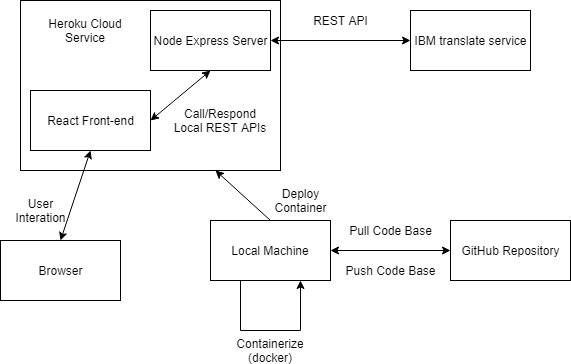 Heroku Cloud
Service
Node Express Server
REST API
IBM translate service
React Front-end
Call/Respond
Local REST APIs
User
Interation
Deploy
Container
Browser
Local Machine
Pull Code Base
Push Code Base
GitHub Repository
Containerize
(docker)